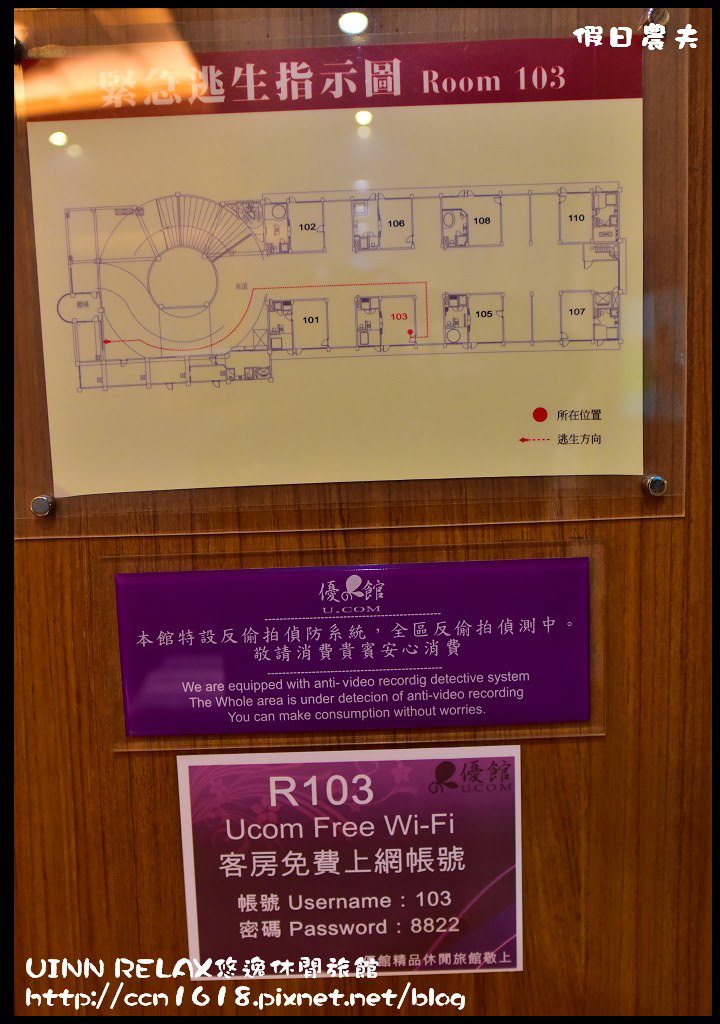 假日農夫
緊急逃生指示圖 Room 103
102
106
108
110
車道
櫃檯
101
103
105
107
所在位置
逃生方向
優館
U.COM
本館特設反偷拍偵防系統，全區反偷拍偵測中。
敬請消費貴賓安心消費
We are equipped with anti-video recordig detective system
The Whole area is under detecion of anti-video recording
You can make consumption without worries.
優館
UCOM
R103
Ucom Free Wi-Fi
客房免費上網帳號
帳號 Username : 103
密碼 Password : 8822
優館精品休閒旅館敬上
UINN RELAX悠逸休閒旅館
http://ccn1618.pixnet.net/blog